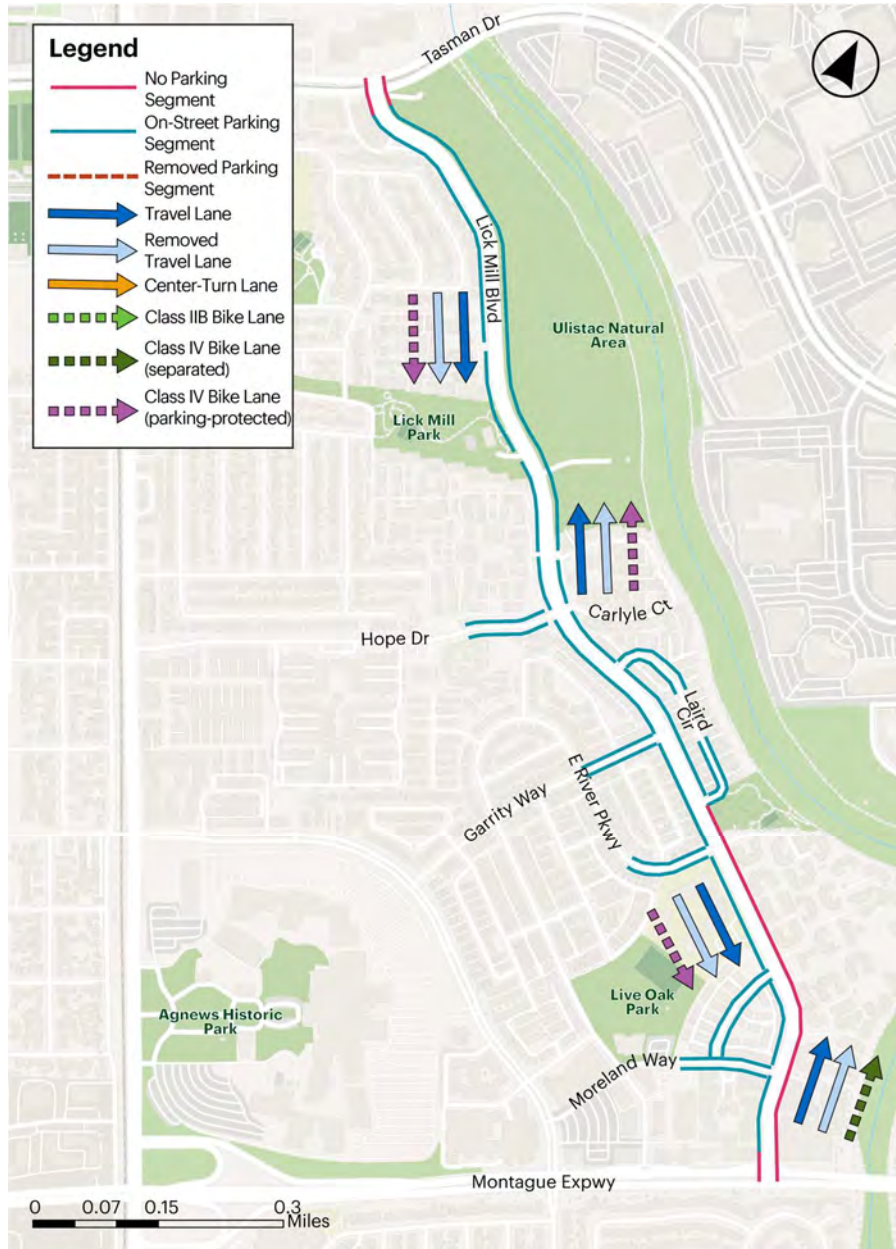 Legend
No Parking
Segment
On-Street Parking
Segment
Removed Parking
Segment
Travel Lane
Removed
Travel Lane
Center-Turn Lane
Class IIB Bike Lane
Class IV Bike Lane
(separated)
Class IV Bike Lane
(parking-protected)
Tasman Dr
Lick Mill Blvd
Ulistac Natural
Area
Lick Mill
Park
Carlyle Ct
Hope Dr
Laird
Cir
E River Pkwy
Garrity Way
Live Oak
Park
Agnews Historic
Park
Moreland Way
Montague Expwy
0 0.07 0.15 0.3
Miles